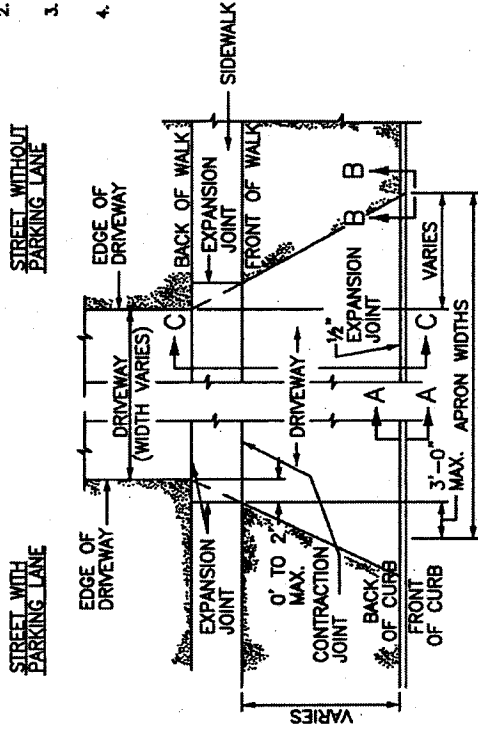 2.
3.
4.
STREET WITH
PARKING LANE
STREET WITHOUT
PARKING LANE
EDGE OF
DRIVEWAY
DRIVEWAY
(WIDTH VARIES)
EDGE OF
DRIVEWAY
BACK OF WALK
EXPANSION
JOINT
FRONT OF WALK
SIDEWALK
EXPANSION
JOINT
0' TO 2'
MAX.
CONTRACTION
JOINT
DRIVEWAY
C
C
B
B
A
A
1/2"
EXPANSION
JOINT
VARIES
BACK
OF CURB
FRONT
OF CURB
3'-0"
MAX.
APRON WIDTHS
VARIES